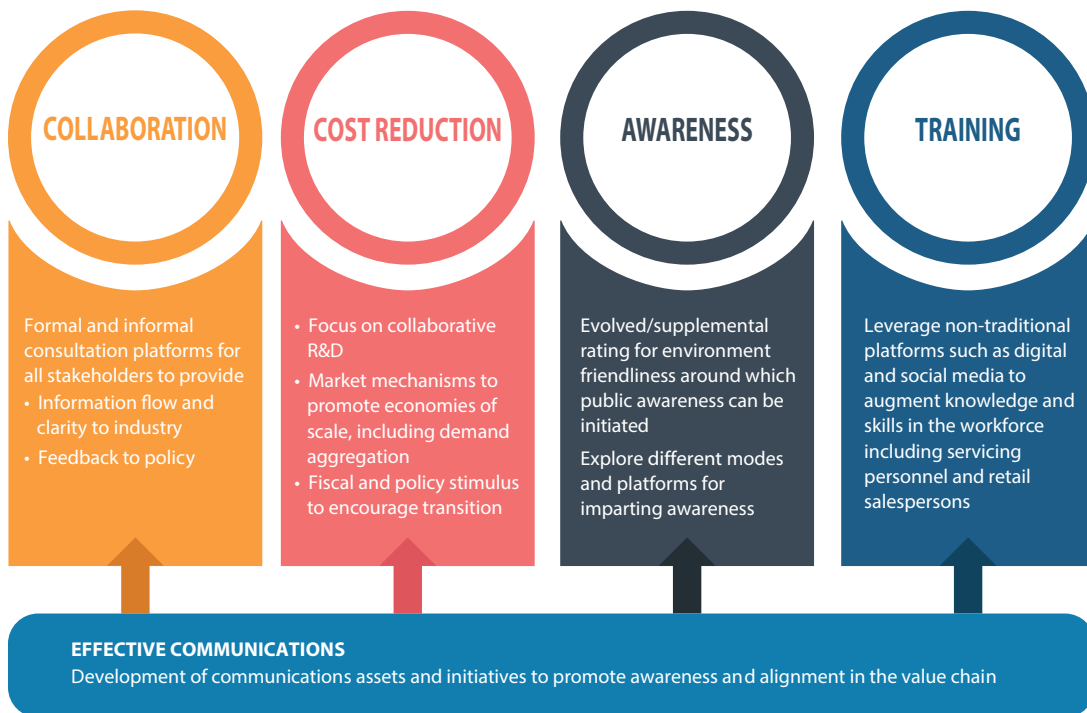 COLLABORATION
Formal and informal
consultation platforms for
all stakeholders to provide
• Information flow and
clarity to industry
• Feedback to policy
COST REDUCTION
• Focus on collaborative
R&D
• Market mechanisms to
promote economies of
scale, including demand
aggregation
• Fiscal and policy stimulus
to encourage transition
AWARENESS
Evolved/supplemental
rating for environment
friendliness around which
public awareness can be
initiated
Explore different modes
and platforms for
imparting awareness
TRAINING
Leverage non-traditional
platforms such as digital
and social media to
augment knowledge and
skills in the workforce
including servicing
personnel and retail
salespersons
EFFECTIVE COMMUNICATIONS
Development of communications assets and initiatives to promote awareness and alignment in the value chain